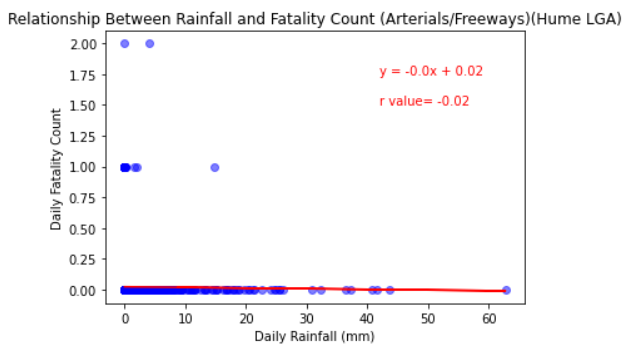 Relationship Between Rainfall and Fatality Count (Arterials/Freeways)(Hume LGA)
2.00
1.75
1.50
1.25
1.00
0.75
0.50
0.25
0.00
Daily Fatality Count
y = -0.0x + 0.02
r value= -0.02
0 10 20 30 40 50 60
Daily Rainfall (mm)